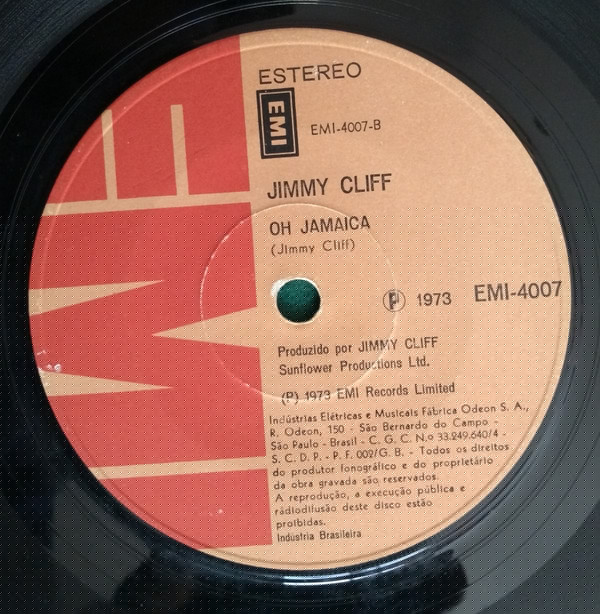 ESTEREO
EMI
EMI-4007-B
JIMMY CLIFF
OH JAMAICA
(Jimmy Cliff)
Ⓟ 1973 EMI-4007
Produzido por JIMMY CLIFF
Sunflower Productions Ltd.
(P) 1973 EMI Records Limited
Indústrias Elétricas e Musicais Fábrica Odeon S. A.,
R. Odeon, 150 - São Bernardo do Campo -
São Paulo - Brasil - C. G. C. N.o 33.249.640/4 -
S. C. D. P. - P. F. 002/G. B. - Todos os direitos
do produtor fonográfico e do proprietário
da obra gravada são reservados.
A reprodução, a execução pública e
rádiodifusão deste disco estão
proibidas.
Indústria Brasileira
EMI